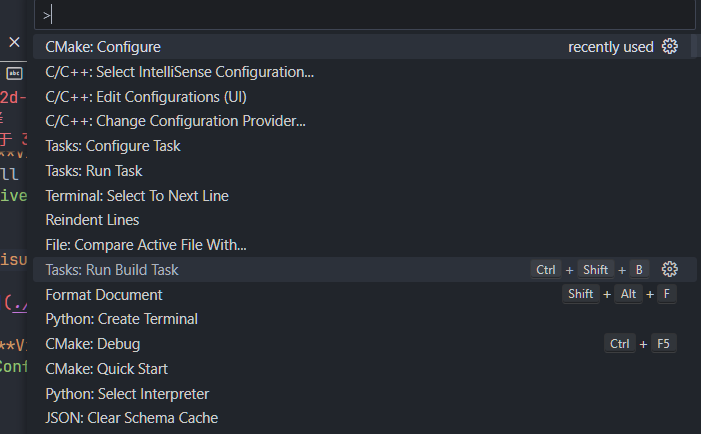 >
CMake: Configure recently used
C/C++: Select IntelliSense Configuration...
C/C++: Edit Configurations (UI)
2d-
C/C++: Change Configuration Provider...
于 3
Tasks: Configure Task
**V
Tasks: Run Task
ll
Terminal: Select To Next Line
ive
Reindent Lines
File: Compare Active File With...
isu
Tasks: Run Build Task Ctrl + Shift + B
Format Document Shift + Alt + F
(./
Python: Create Terminal
CMake: Debug Ctrl + F5
**V
CMake: Quick Start
Conf
Python: Select Interpreter
JSON: Clear Schema Cache